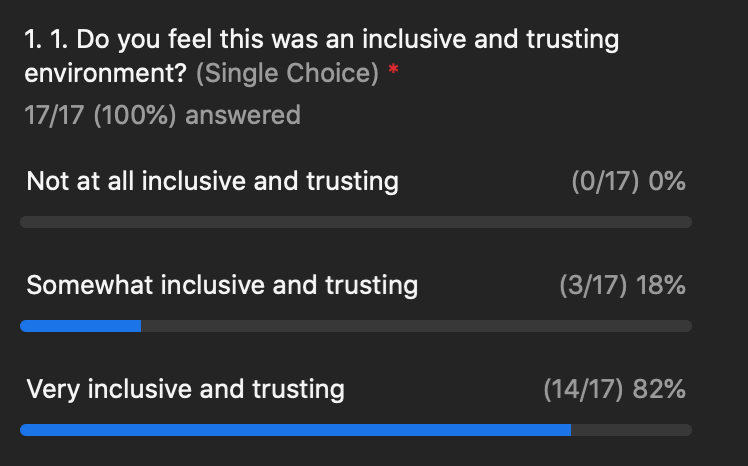 1. 1. Do you feel this was an inclusive and trusting
environment? (Single Choice) *
17/17 (100%) answered
Not at all inclusive and trusting (0/17) 0%
Somewhat inclusive and trusting (3/17) 18%
Very inclusive and trusting (14/17) 82%